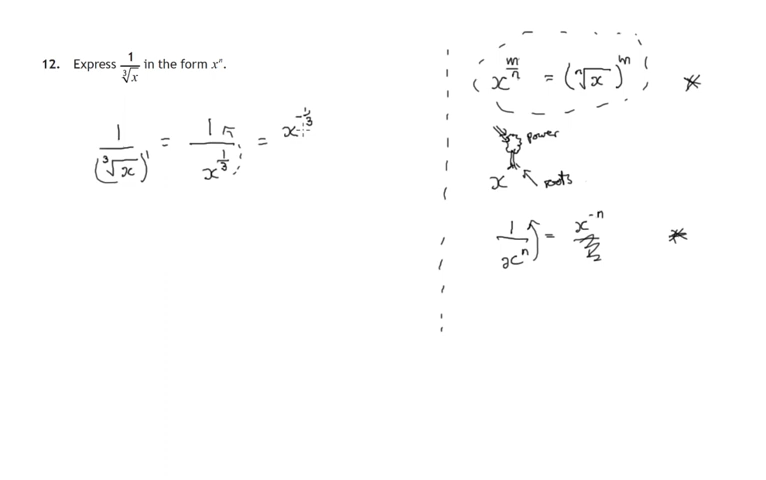 12. Express 1/∛x in the form xⁿ.
1/(∛x)¹ = 1/x^(1/3) = x^(-1/3)
x^(m/n) = (ⁿ√x)^m *
power
x roots
1/xⁿ = x⁻ⁿ *